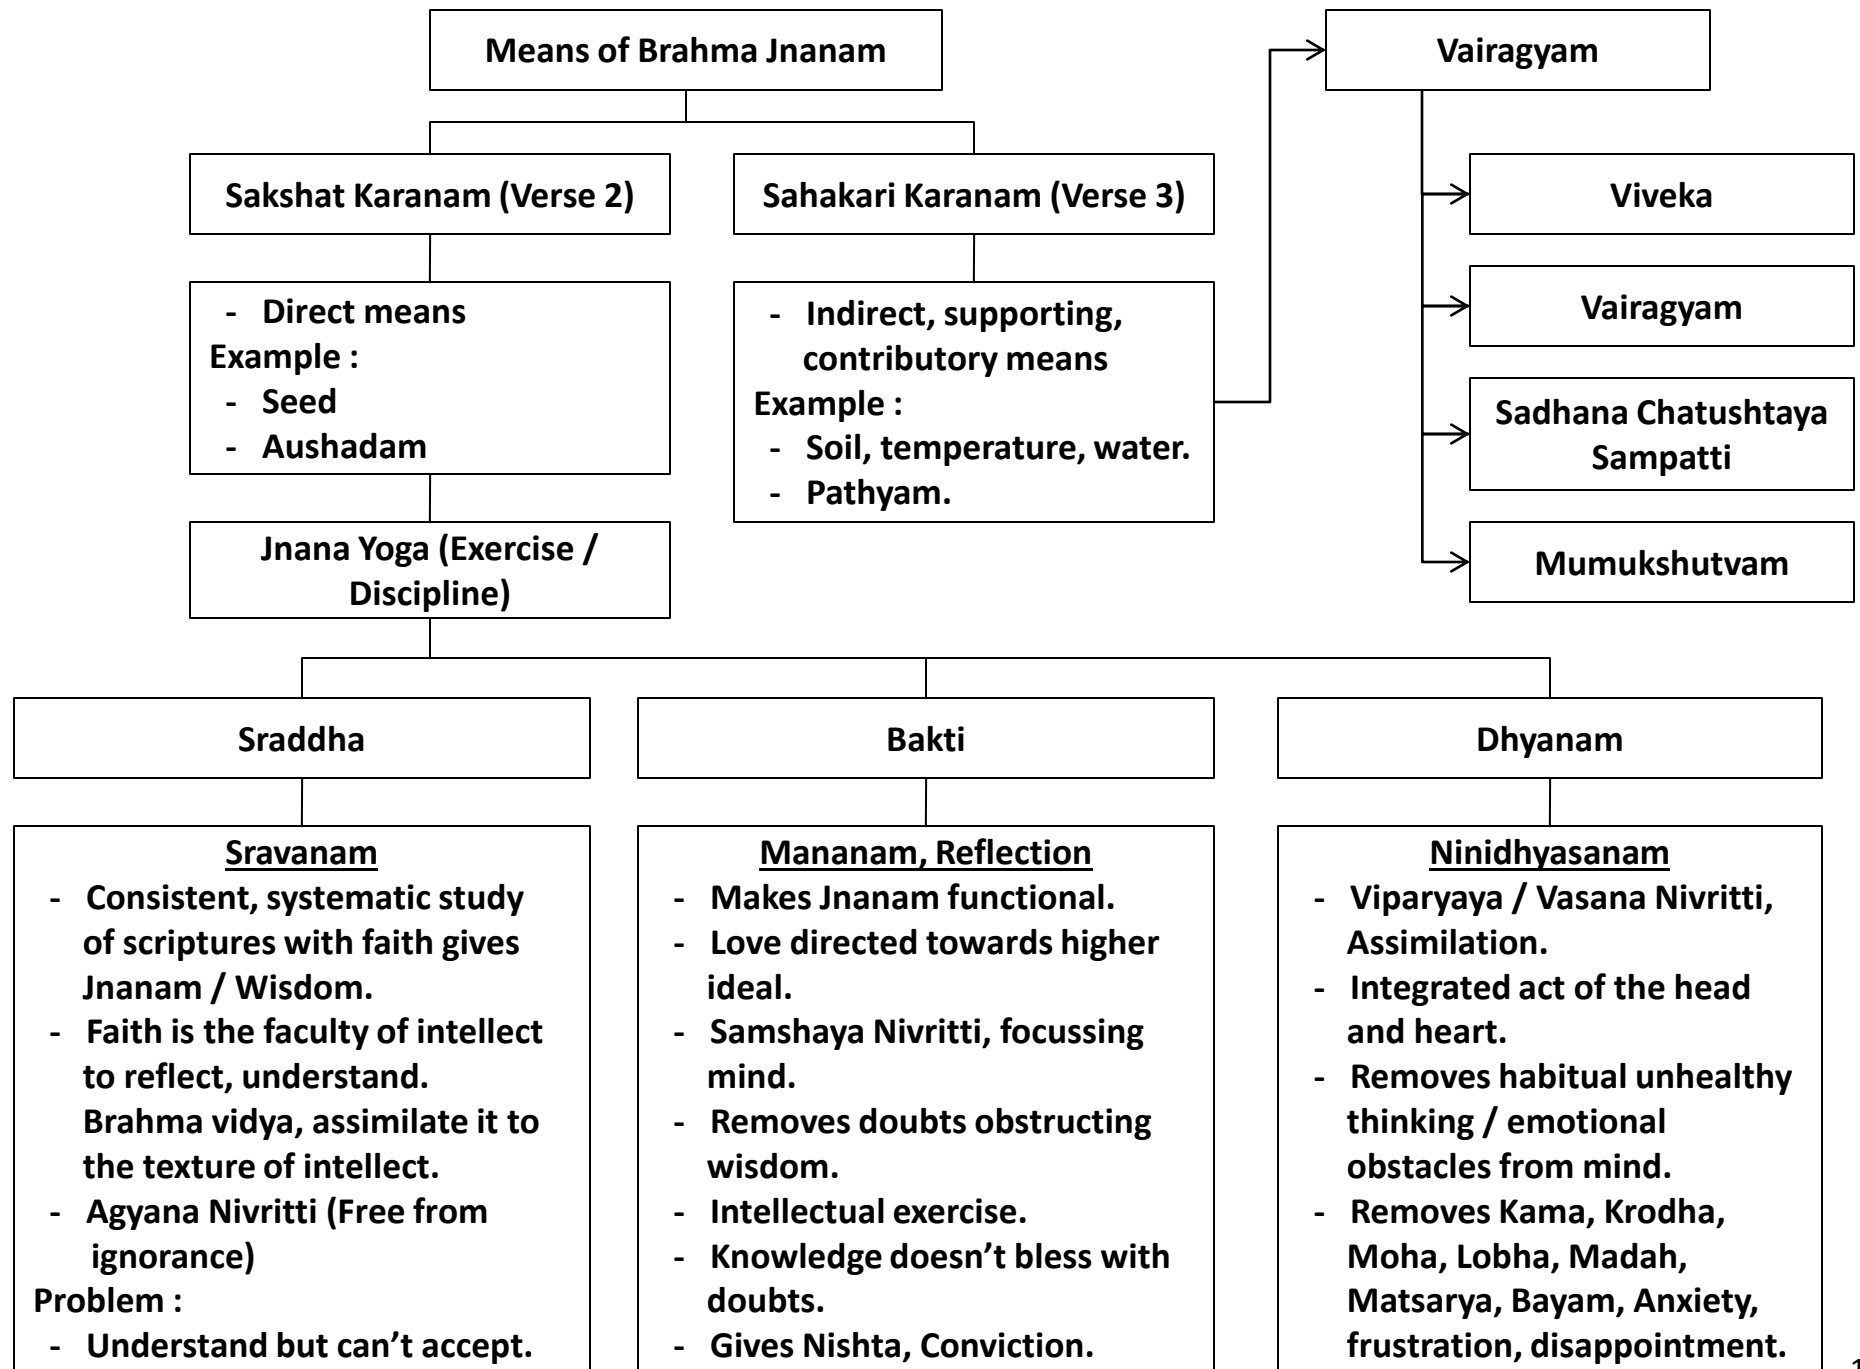 Means of Brahma Jnanam
Vairagyam
Sakshat Karanam (Verse 2)
Sahakari Karanam (Verse 3)
Viveka
Vairagyam
Sadhana Chatushtaya
Sampatti
Mumukshutvam
- Direct means
Example :
- Seed
- Aushadam
- Indirect, supporting,
contributory means
Example :
- Soil, temperature, water.
- Pathyam.
Jnana Yoga (Exercise /
Discipline)
Sraddha
Bakti
Dhyanam
Sravanam
- Consistent, systematic study
of scriptures with faith gives
Jnanam / Wisdom.
- Faith is the faculty of intellect
to reflect, understand.
Brahma vidya, assimilate it to
the texture of intellect.
- Agyana Nivritti (Free from
ignorance)
Problem :
- Understand but can’t accept.
Mananam, Reflection
- Makes Jnanam functional.
- Love directed towards higher
ideal.
- Samshaya Nivritti, focussing
mind.
- Removes doubts obstructing
wisdom.
- Intellectual exercise.
- Knowledge doesn’t bless with
doubts.
- Gives Nishta, Conviction.
Ninidhyasanam
- Viparyaya / Vasana Nivritti,
Assimilation.
- Integrated act of the head
and heart.
- Removes habitual unhealthy
thinking / emotional
obstacles from mind.
- Removes Kama, Krodha,
Moha, Lobha, Madah,
Matsarya, Bayam, Anxiety,
frustration, disappointment.